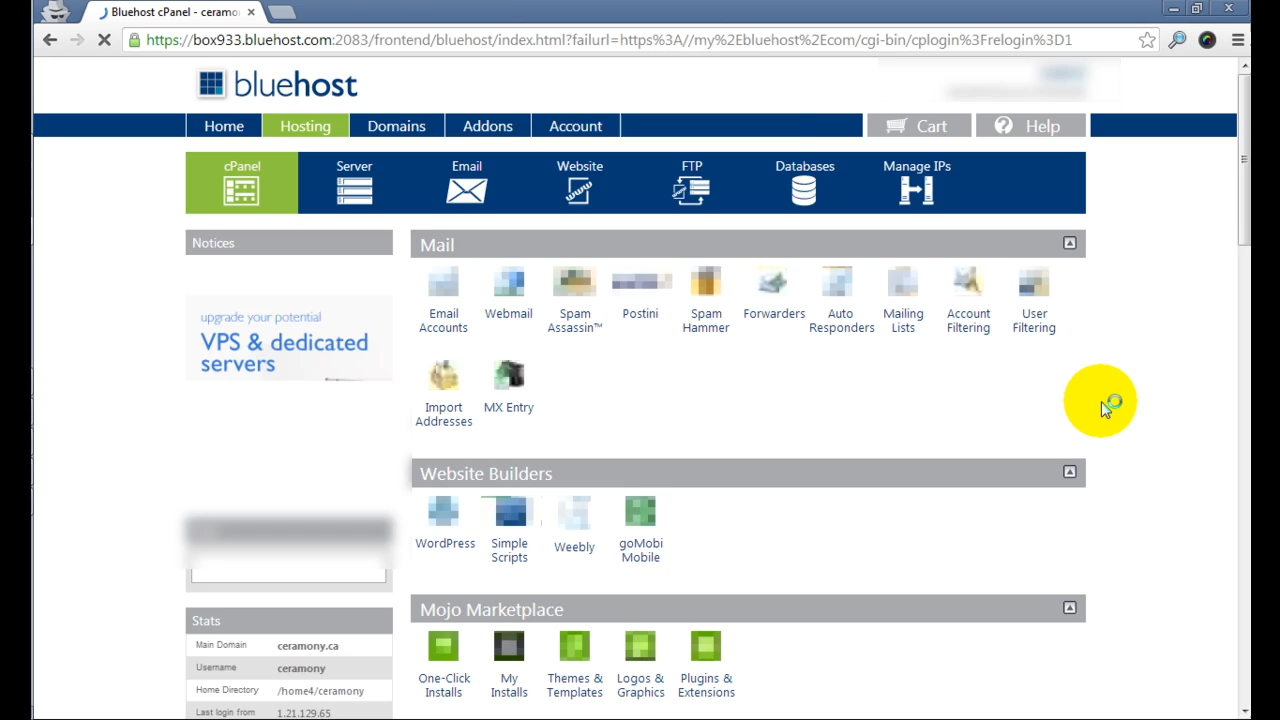 Bluehost cPanel - ceramon
https://box933.bluehost.com:2083/frontend/bluehost/index.html?failurl=https%3A//my%2Ebluehost%2Ecom/cgi-bin/cplogin%3Frelogin%3D1
bluehost
Home Hosting Domains Addons Account Cart Help
cPanel Server Email Website FTP Databases Manage IPs
Notices
upgrade your potential
VPS & dedicated
servers
Mail
Email Accounts
Webmail
Spam Assassin™
Postini
Spam Hammer
Forwarders
Auto Responders
Mailing Lists
Account Filtering
User Filtering
Import Addresses
MX Entry
Website Builders
WordPress
Simple Scripts
Weebly
goMobi Mobile
Mojo Marketplace
One-Click Installs
My Installs
Themes & Templates
Logos & Graphics
Plugins & Extensions
Stats
Main Domain ceramony.ca
Username ceramony
Home Directory /home4/ceramony
Last login from 1.21.129.65